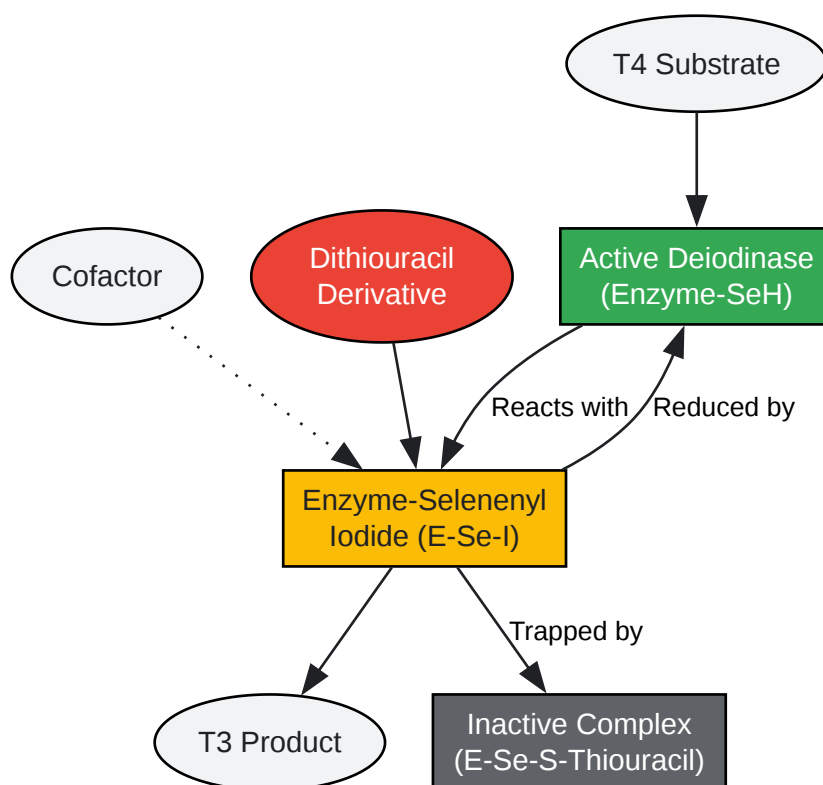 T4 Substrate
Cofactor
Dithiouracil
Derivative
Active Deiodinase
(Enzyme-SeH)
Reacts with
Reduced by
Enzyme-Selenenyl
Iodide (E-Se-I)
Trapped by
T3 Product
Inactive Complex
(E-Se-S-Thiouracil)